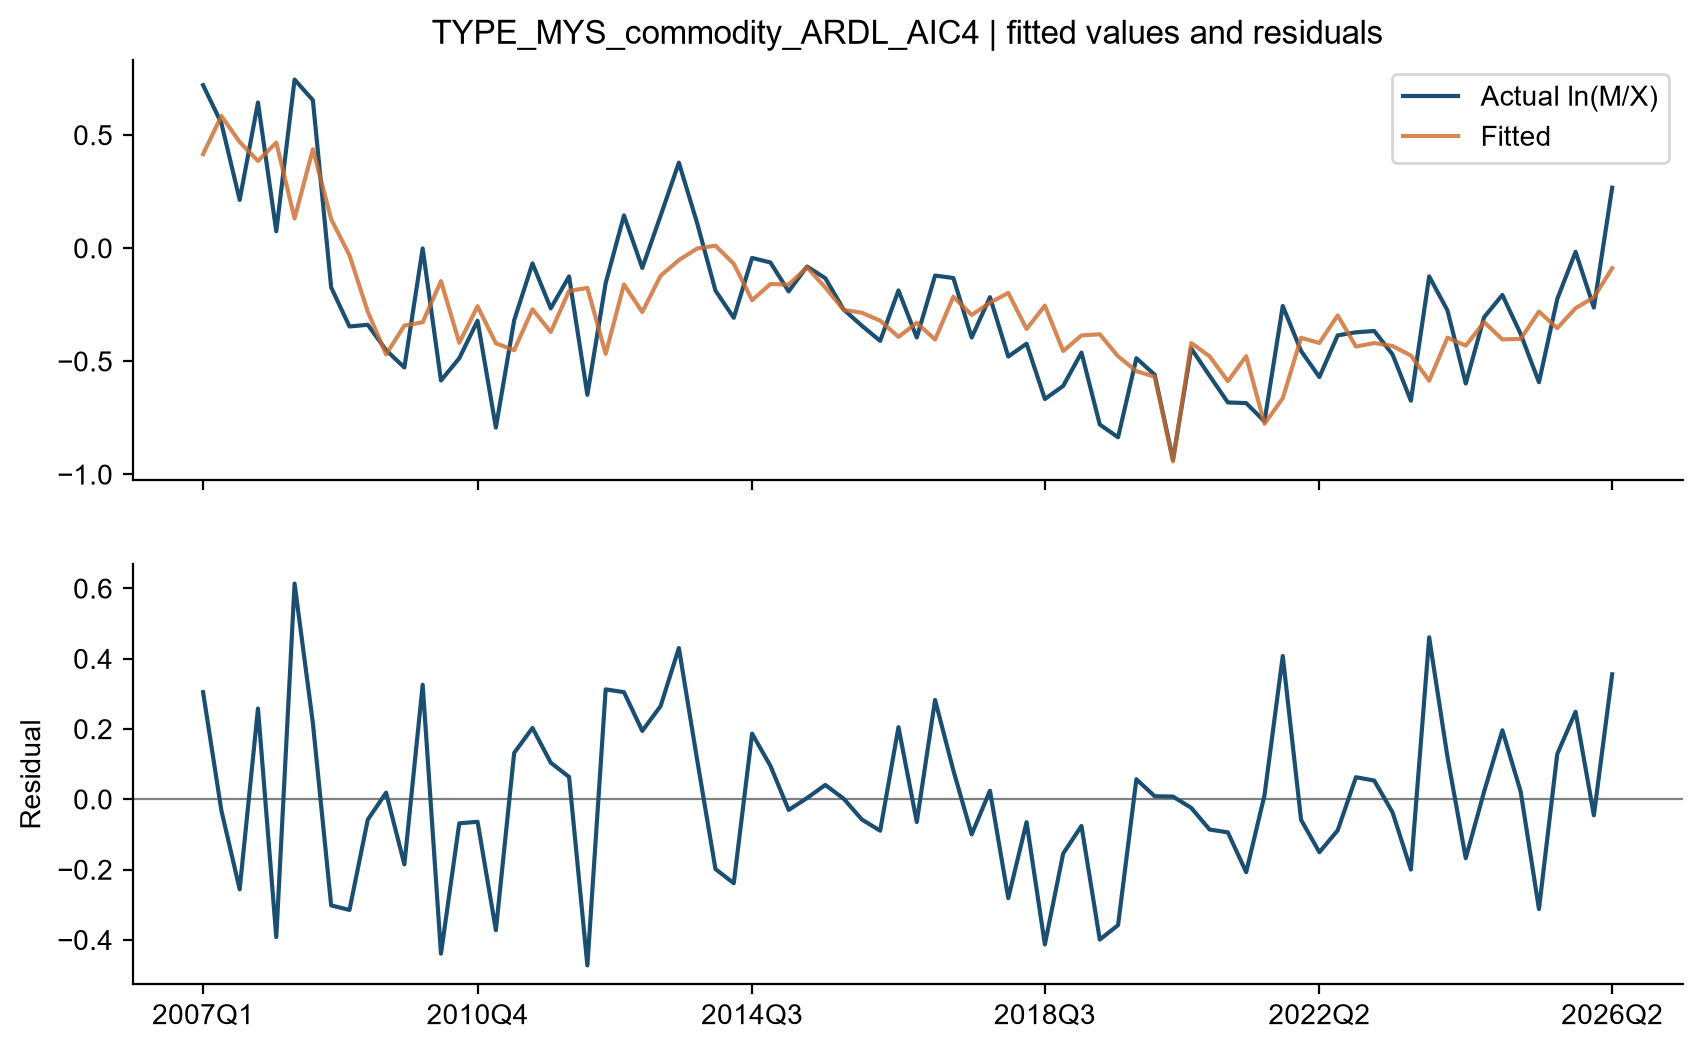 TYPE_MYS_commodity_ARDL_AIC4 | fitted values and residuals
Actual ln(M/X)
Fitted
0.5
0.0
−0.5
−1.0
Residual
0.6
0.4
0.2
0.0
−0.2
−0.4
2007Q1
2010Q4
2014Q3
2018Q3
2022Q2
2026Q2